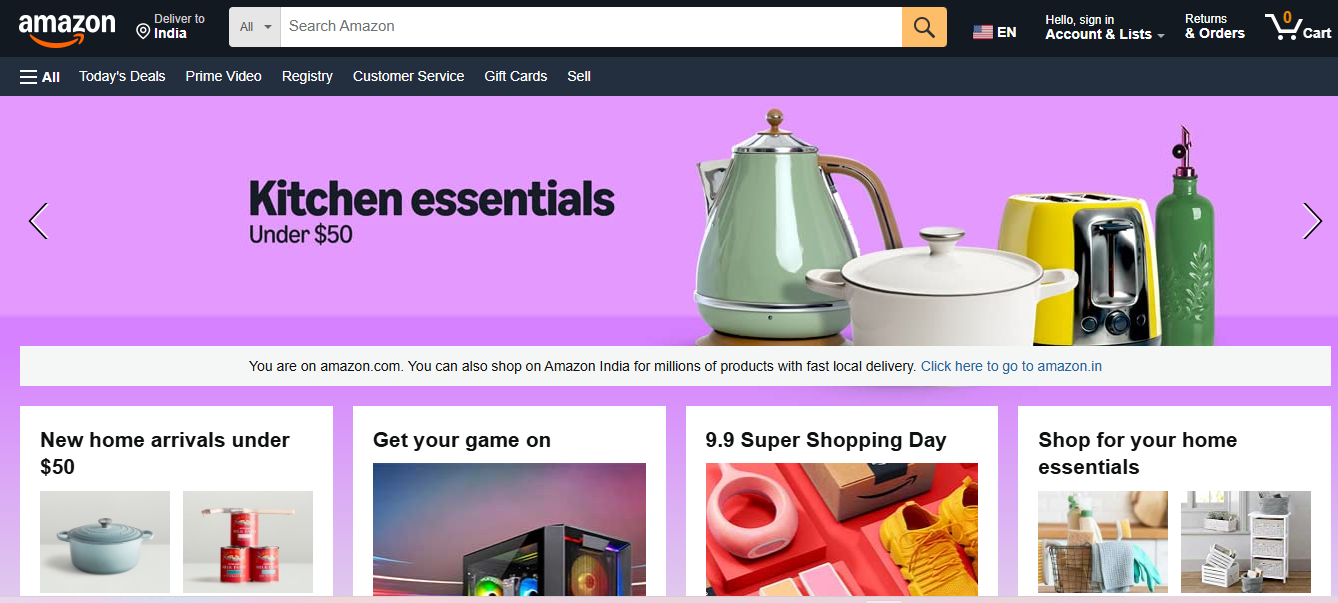 amazon
Deliver to
India
All
Search Amazon
EN
Hello, sign in
Account & Lists
Returns
& Orders
0
Cart
All
Today's Deals
Prime Video
Registry
Customer Service
Gift Cards
Sell
Kitchen essentials
Under $50
You are on amazon.com. You can also shop on Amazon India for millions of products with fast local delivery. Click here to go to amazon.in
New home arrivals under
$50
Get your game on
9.9 Super Shopping Day
Shop for your home
essentials